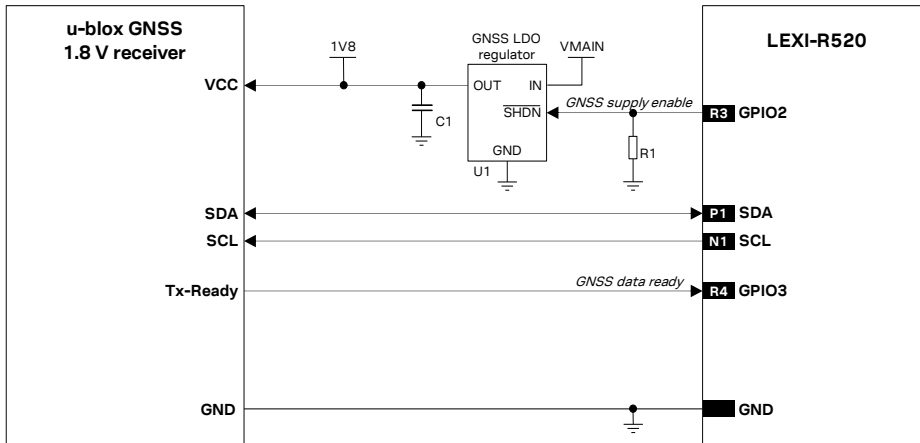 u-blox GNSS
1.8 V receiver
LEXI-R520
GNSS LDO
regulator
1V8
VMAIN
VCC
OUT
IN
SHDN
GND
U1
C1
GNSS supply enable
R1
R3
GPIO2
SDA
P1
SDA
SCL
N1
SCL
Tx-Ready
GNSS data ready
R4
GPIO3
GND
GND